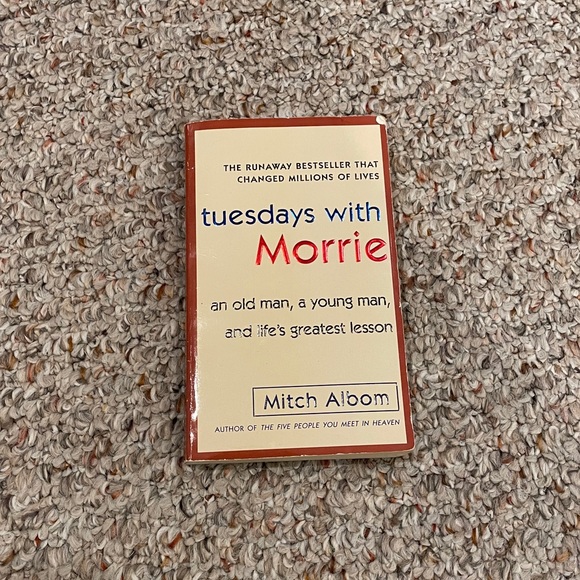 THE RUNAWAY BESTSELLER THAT
CHANGED MILLIONS OF LIVES
tuesdays with
Morrie
an old man, a young man,
and life's greatest lesson
Mitch Albom
AUTHOR OF THE FIVE PEOPLE YOU MEET IN HEAVEN